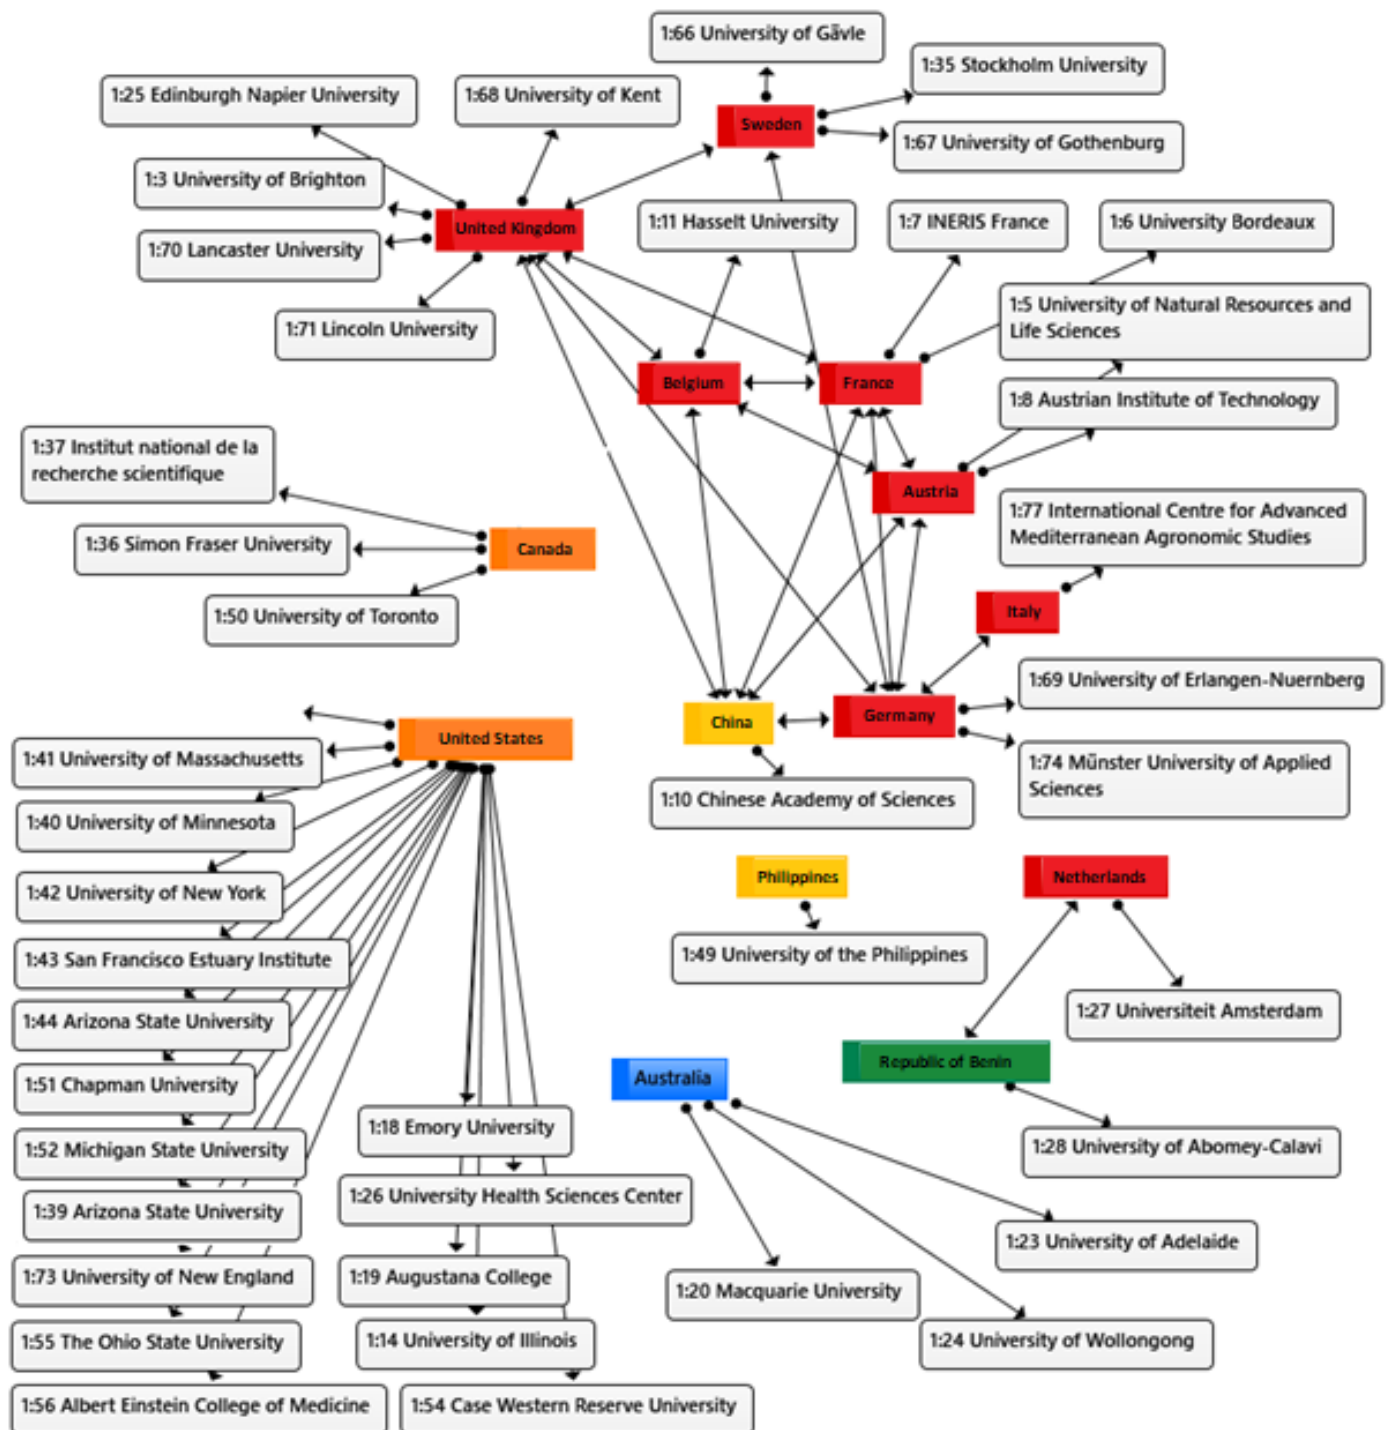 1:66 University of Gävle
1:35 Stockholm University
1:25 Edinburgh Napier University
1:68 University of Kent
Sweden
1:67 University of Gothenburg
1:3 University of Brighton
United Kingdom
1:11 Hasselt University
1:7 INERIS France
1:6 University Bordeaux
1:70 Lancaster University
1:5 University of Natural Resources and
Life Sciences
1:71 Lincoln University
Belgium
France
1:8 Austrian Institute of Technology
1:37 Institut national de la
recherche scientifique
Austria
1:77 International Centre for Advanced
Mediterranean Agronomic Studies
1:36 Simon Fraser University
Canada
1:50 University of Toronto
Italy
1:69 University of Erlangen-Nuernberg
United States
China
Germany
1:41 University of Massachusetts
1:74 Münster University of Applied
Sciences
1:10 Chinese Academy of Sciences
1:40 University of Minnesota
Philippines
Netherlands
1:42 University of New York
1:43 San Francisco Estuary Institute
1:49 University of the Philippines
1:44 Arizona State University
1:27 Universiteit Amsterdam
Republic of Benin
Australia
1:51 Chapman University
1:18 Emory University
1:52 Michigan State University
1:28 University of Abomey-Calavi
1:26 University Health Sciences Center
1:39 Arizona State University
1:23 University of Adelaide
1:73 University of New England
1:19 Augustana College
1:20 Macquarie University
1:55 The Ohio State University
1:14 University of Illinois
1:24 University of Wollongong
1:56 Albert Einstein College of Medicine
1:54 Case Western Reserve University